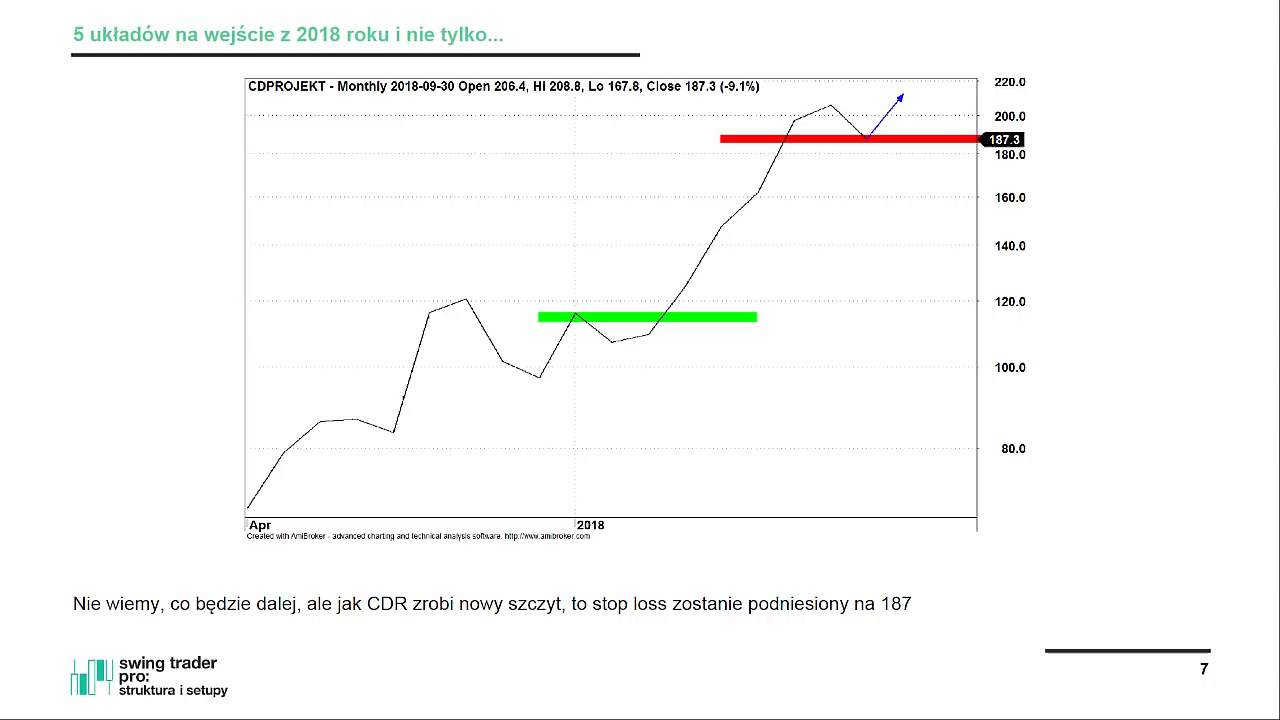 5 układów na wejście z 2018 roku i nie tylko...
CDPROJEKT - Monthly 2018-09-30 Open 206.4, Hi 208.8, Lo 167.8, Close 187.3 (-9.1%)
220.0
200.0
187.3
180.0
160.0
140.0
120.0
100.0
80.0
Apr
2018
Created with AmiBroker - advanced charting and technical analysis software. http://www.amibroker.com
Nie wiemy, co będzie dalej, ale jak CDR zrobi nowy szczyt, to stop loss zostanie podniesiony na 187
swing trader
pro:
struktura i setupy
7